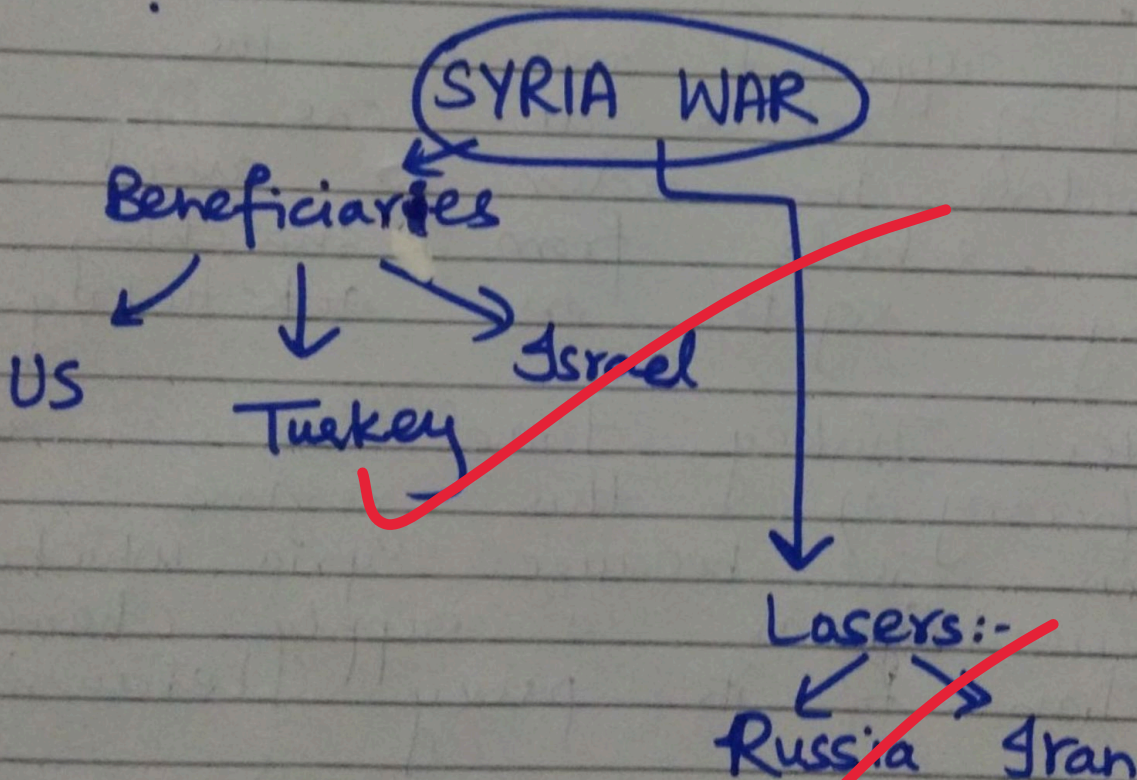 SYRIA WAR
Beneficiaries
US
Turkey
Israel
Losers:-
Russia Iran